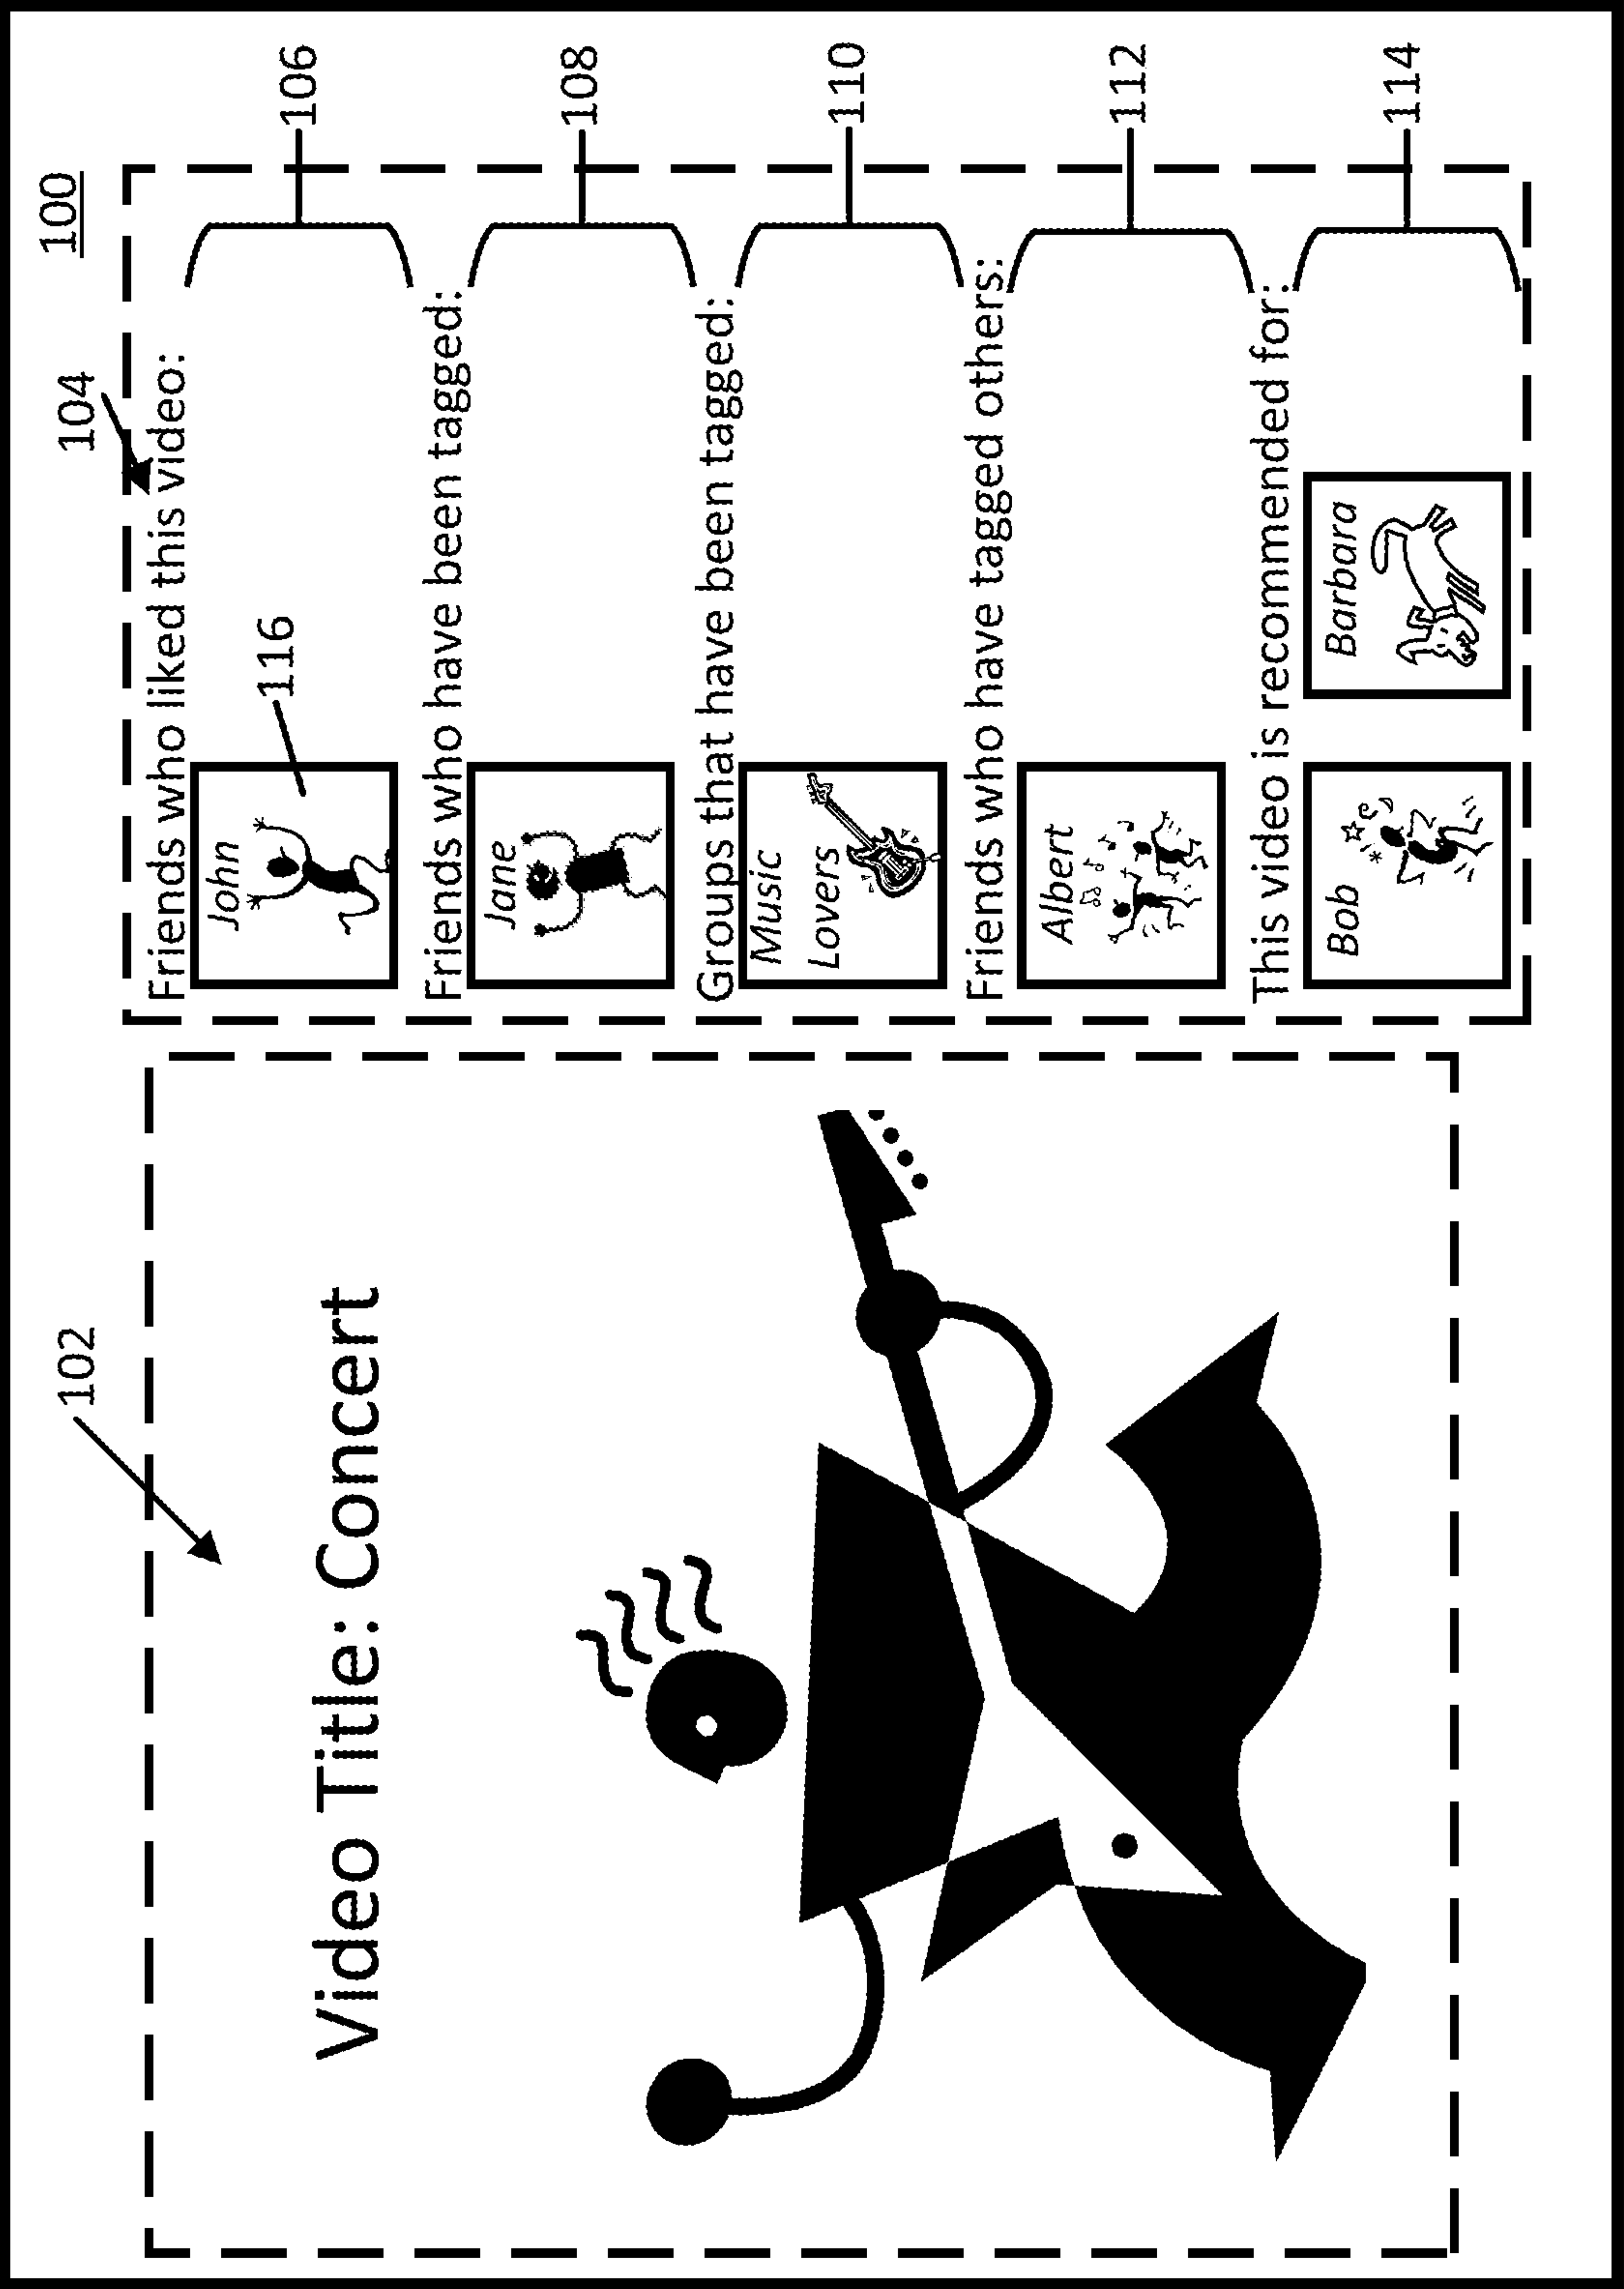 100
102
Video Title: Concert
104
Friends who liked this video:
John
116
106
Friends who have been tagged:
Jane
108
Groups that have been tagged:
Music
Lovers
110
Friends who have tagged others:
Albert
112
This video is recommended for:
Bob
Barbara
114